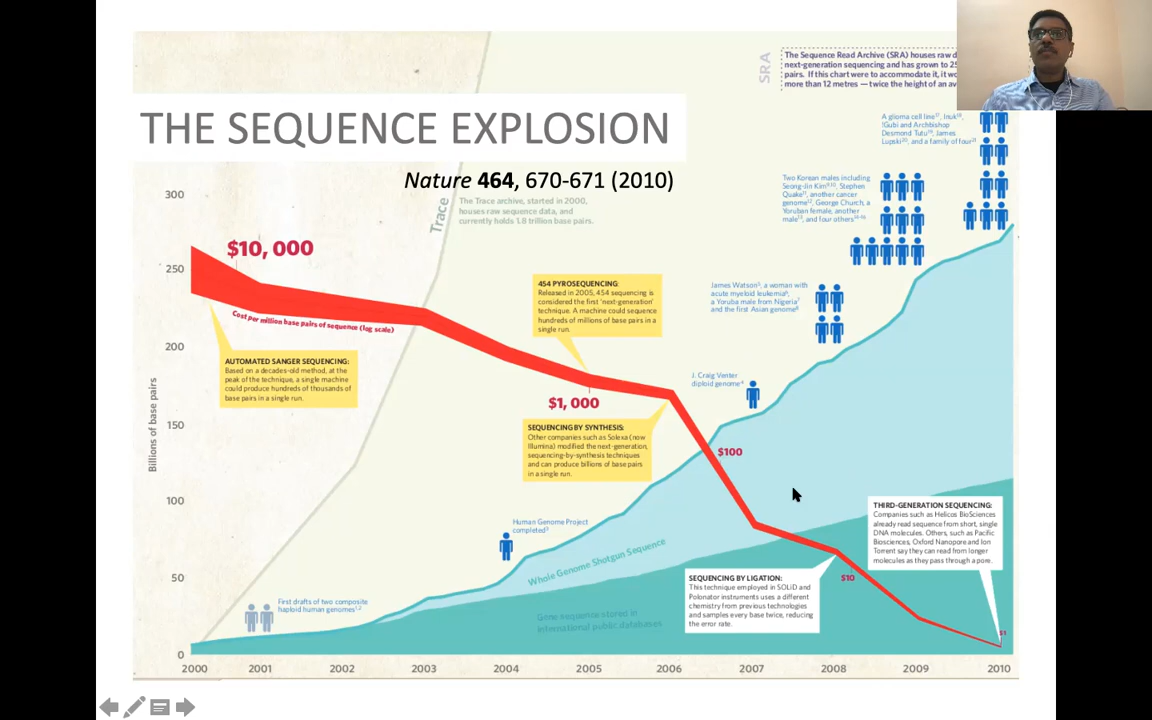 The Sequence Read Archive (SRA) houses raw d
next-generation sequencing and has grown to 25
pairs. If this chart were to accommodate it, it wo
more than 12 metres — twice the height of an av
SRA
THE SEQUENCE EXPLOSION
Nature 464, 670-671 (2010)
A glioma cell line
Inuk
!Gubi and Archbishop
Desmond Tutu
James
Lupski
and a family of four
Two Korean males including
Seong-Jin Kim
Stephen
Quake
another cancer
genome
George Church, a
Yoruban female, another
male
and four others
Trace
The Trace archive, started in 2000,
houses raw sequence data, and
currently holds 1.8 trillion base pairs.
300
250
200
150
100
50
0
Billions of base pairs
$10, 000
Cost per million base pairs of sequence (log scale)
AUTOMATED SANGER SEQUENCING:
Based on a decades-old method, at the
peak of the technique, a single machine
could produce hundreds of thousands of
base pairs in a single run.
454 PYROSEQUENCING:
Released in 2005, 454 sequencing is
considered the first 'next-generation'
technique. A machine could sequence
hundreds of millions of base pairs in a
single run.
James Watson
a woman with
acute myeloid leukemia
a Yoruba male from Nigeria
and the first Asian genome
J. Craig Venter
diploid genome
$1, 000
SEQUENCING BY SYNTHESIS:
Other companies such as Solexa (now
Illumina) modified the next-generation,
sequencing-by-synthesis techniques
and can produce billions of base pairs
in a single run.
$100
Human Genome Project
completed
Whole Genome Shotgun Sequence
THIRD-GENERATION SEQUENCING:
Companies such as Helicos BioSciences
already read sequence from short, single
DNA molecules. Others, such as Pacific
Biosciences, Oxford Nanopore and Ion
Torrent say they can read from longer
molecules as they pass through a pore.
SEQUENCING BY LIGATION:
This technique employed in SOLiD and
Polonator instruments uses a different
chemistry from previous technologies
and samples every base twice, reducing
the error rate.
$10
$1
First drafts of two composite
haploid human genomes
Gene sequence stored in
international public databases
2000 2001 2002 2003 2004 2005 2006 2007 2008 2009 2010